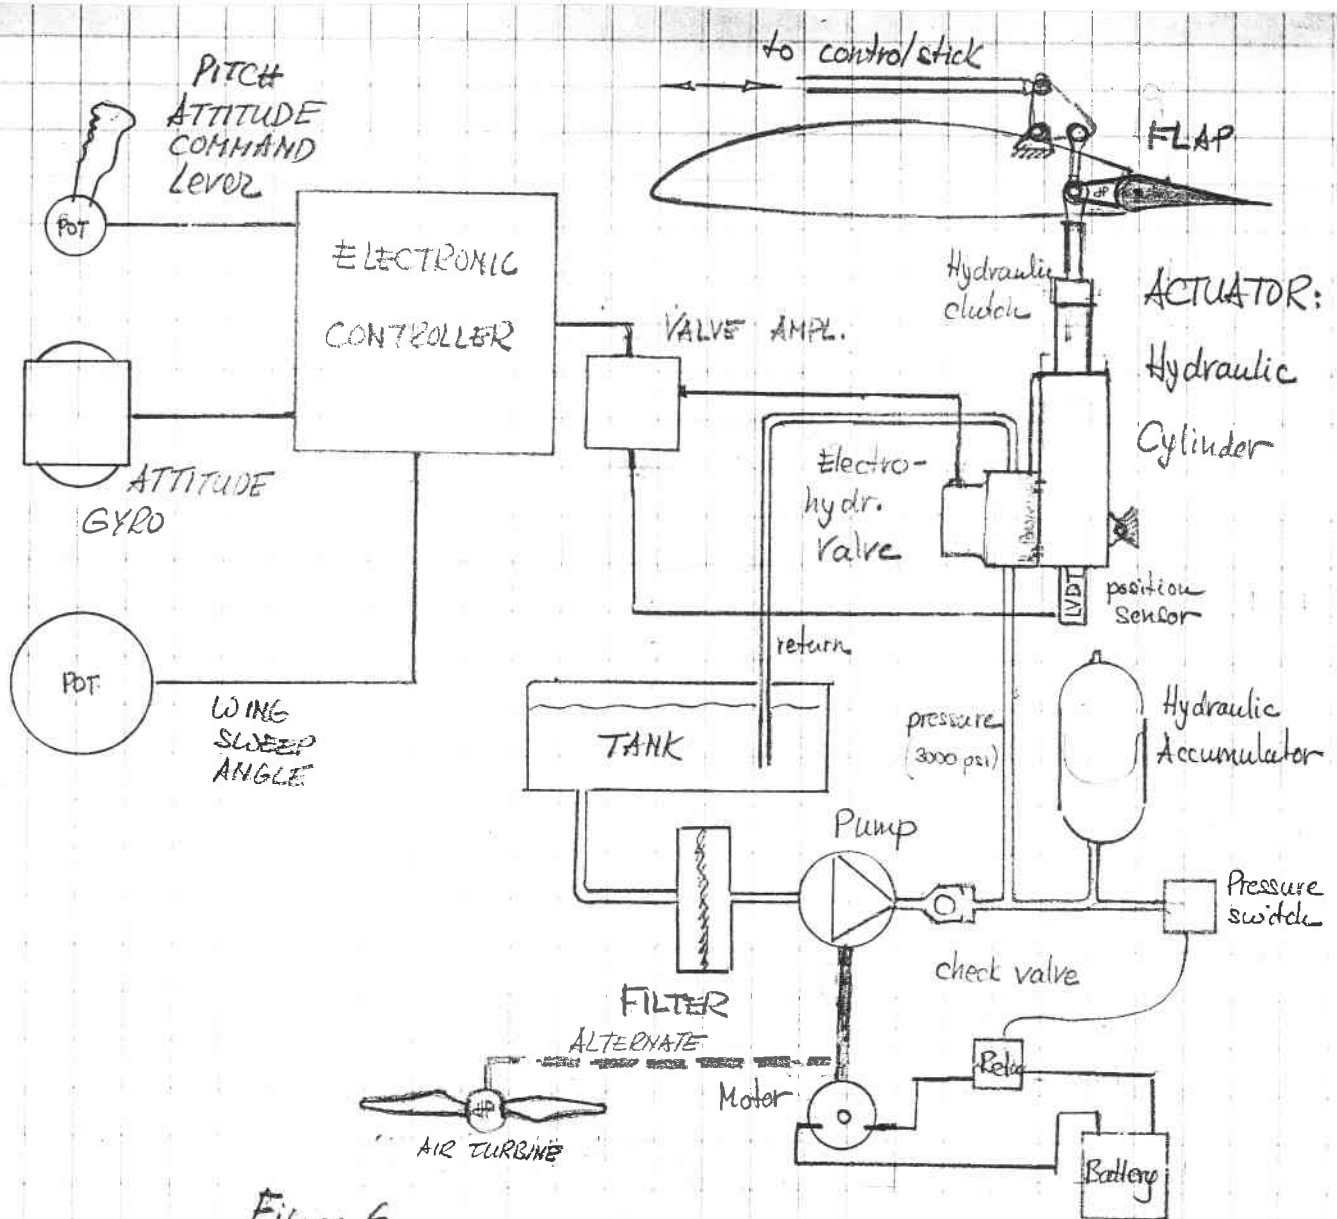 to control stick
PITCH
ATTITUDE
COMMAND
Lever
POT
FLAP
ELECTRONIC
CONTROLLER
VALVE AMPL.
Hydraulic
clutch
ACTUATOR:
Hydraulic
Cylinder
ATTITUDE
GYRO
Electro-
hydr.
Valve
LVDT
position
sensor
return
POT.
WING
SWEEP
ANGLE
TANK
pressure
(3000 psi)
Hydraulic
Accumulator
Pump
Pressure
switch
check valve
FILTER
ALTERNATE
Motor
AIR TURBINE
Battery
Figure 6